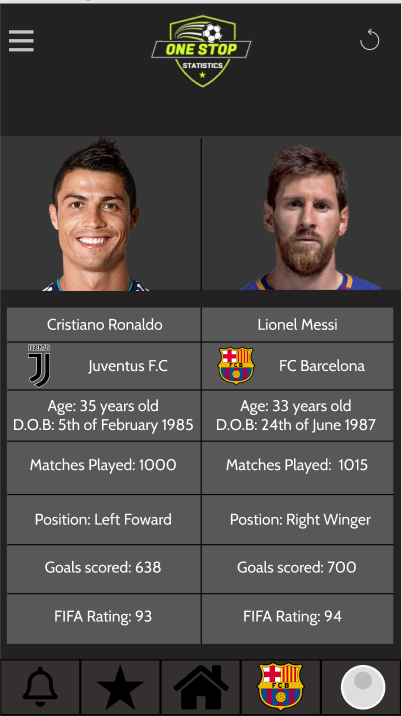 ONE STOP
STATISTICS
Cristiano Ronaldo
Lionel Messi
JUVENTUS
Juventus F.C
FCB
FC Barcelona
Age: 35 years old
D.O.B: 5th of February 1985
Age: 33 years old
D.O.B: 24th of June 1987
Matches Played: 1000
Matches Played: 1015
Position: Left Foward
Postion: Right Winger
Goals scored: 638
Goals scored: 700
FIFA Rating: 93
FIFA Rating: 94
FCB